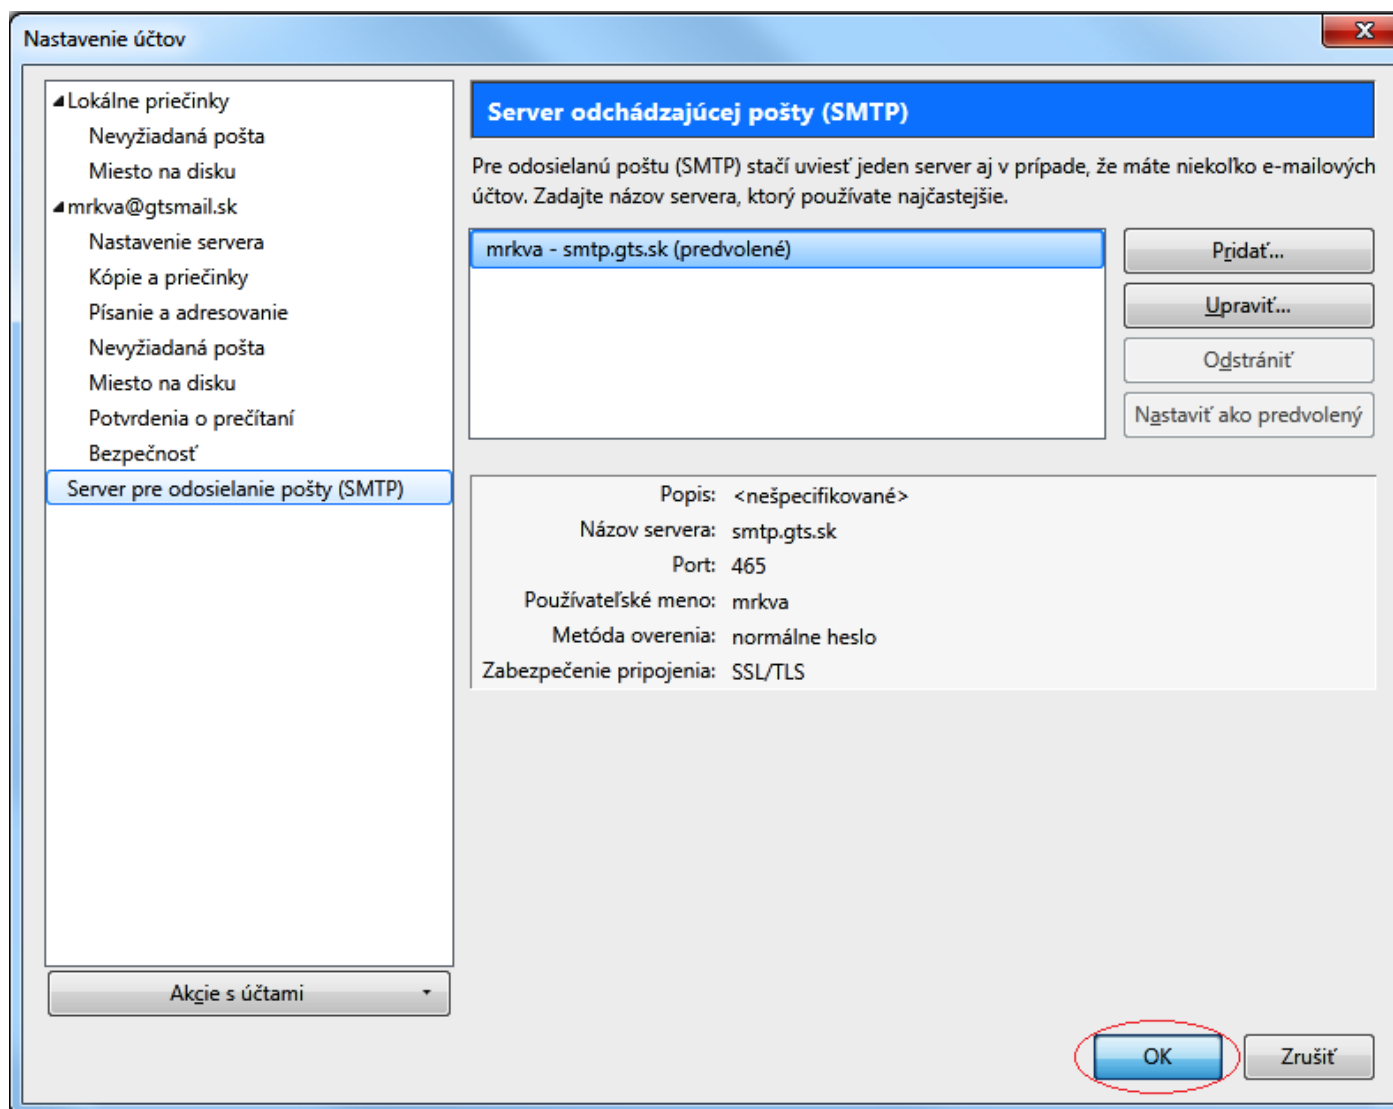 Nastavenie účtov
Lokálne priečinky
Nevyžiadaná pošta
Miesto na disku
mrkva@gtsmail.sk
Nastavenie servera
Kópie a priečinky
Písanie a adresovanie
Nevyžiadaná pošta
Miesto na disku
Potvrdenia o prečítaní
Bezpečnosť
Server pre odosielanie pošty (SMTP)
Akcie s účtami
Server odchádzajúcej pošty (SMTP)
Pre odosielanú poštu (SMTP) stačí uviesť jeden server aj v prípade, že máte niekoľko e-mailových
účtov. Zadajte názov servera, ktorý používate najčastejšie.
mrkva - smtp.gts.sk (predvolené)
Pridať...
Upraviť...
Odstrániť
Nastaviť ako predvolený
Popis: <nešpecifikované>
Názov servera: smtp.gts.sk
Port: 465
Používateľské meno: mrkva
Metóda overenia: normálne heslo
Zabezpečenie pripojenia: SSL/TLS
OK
Zrušiť